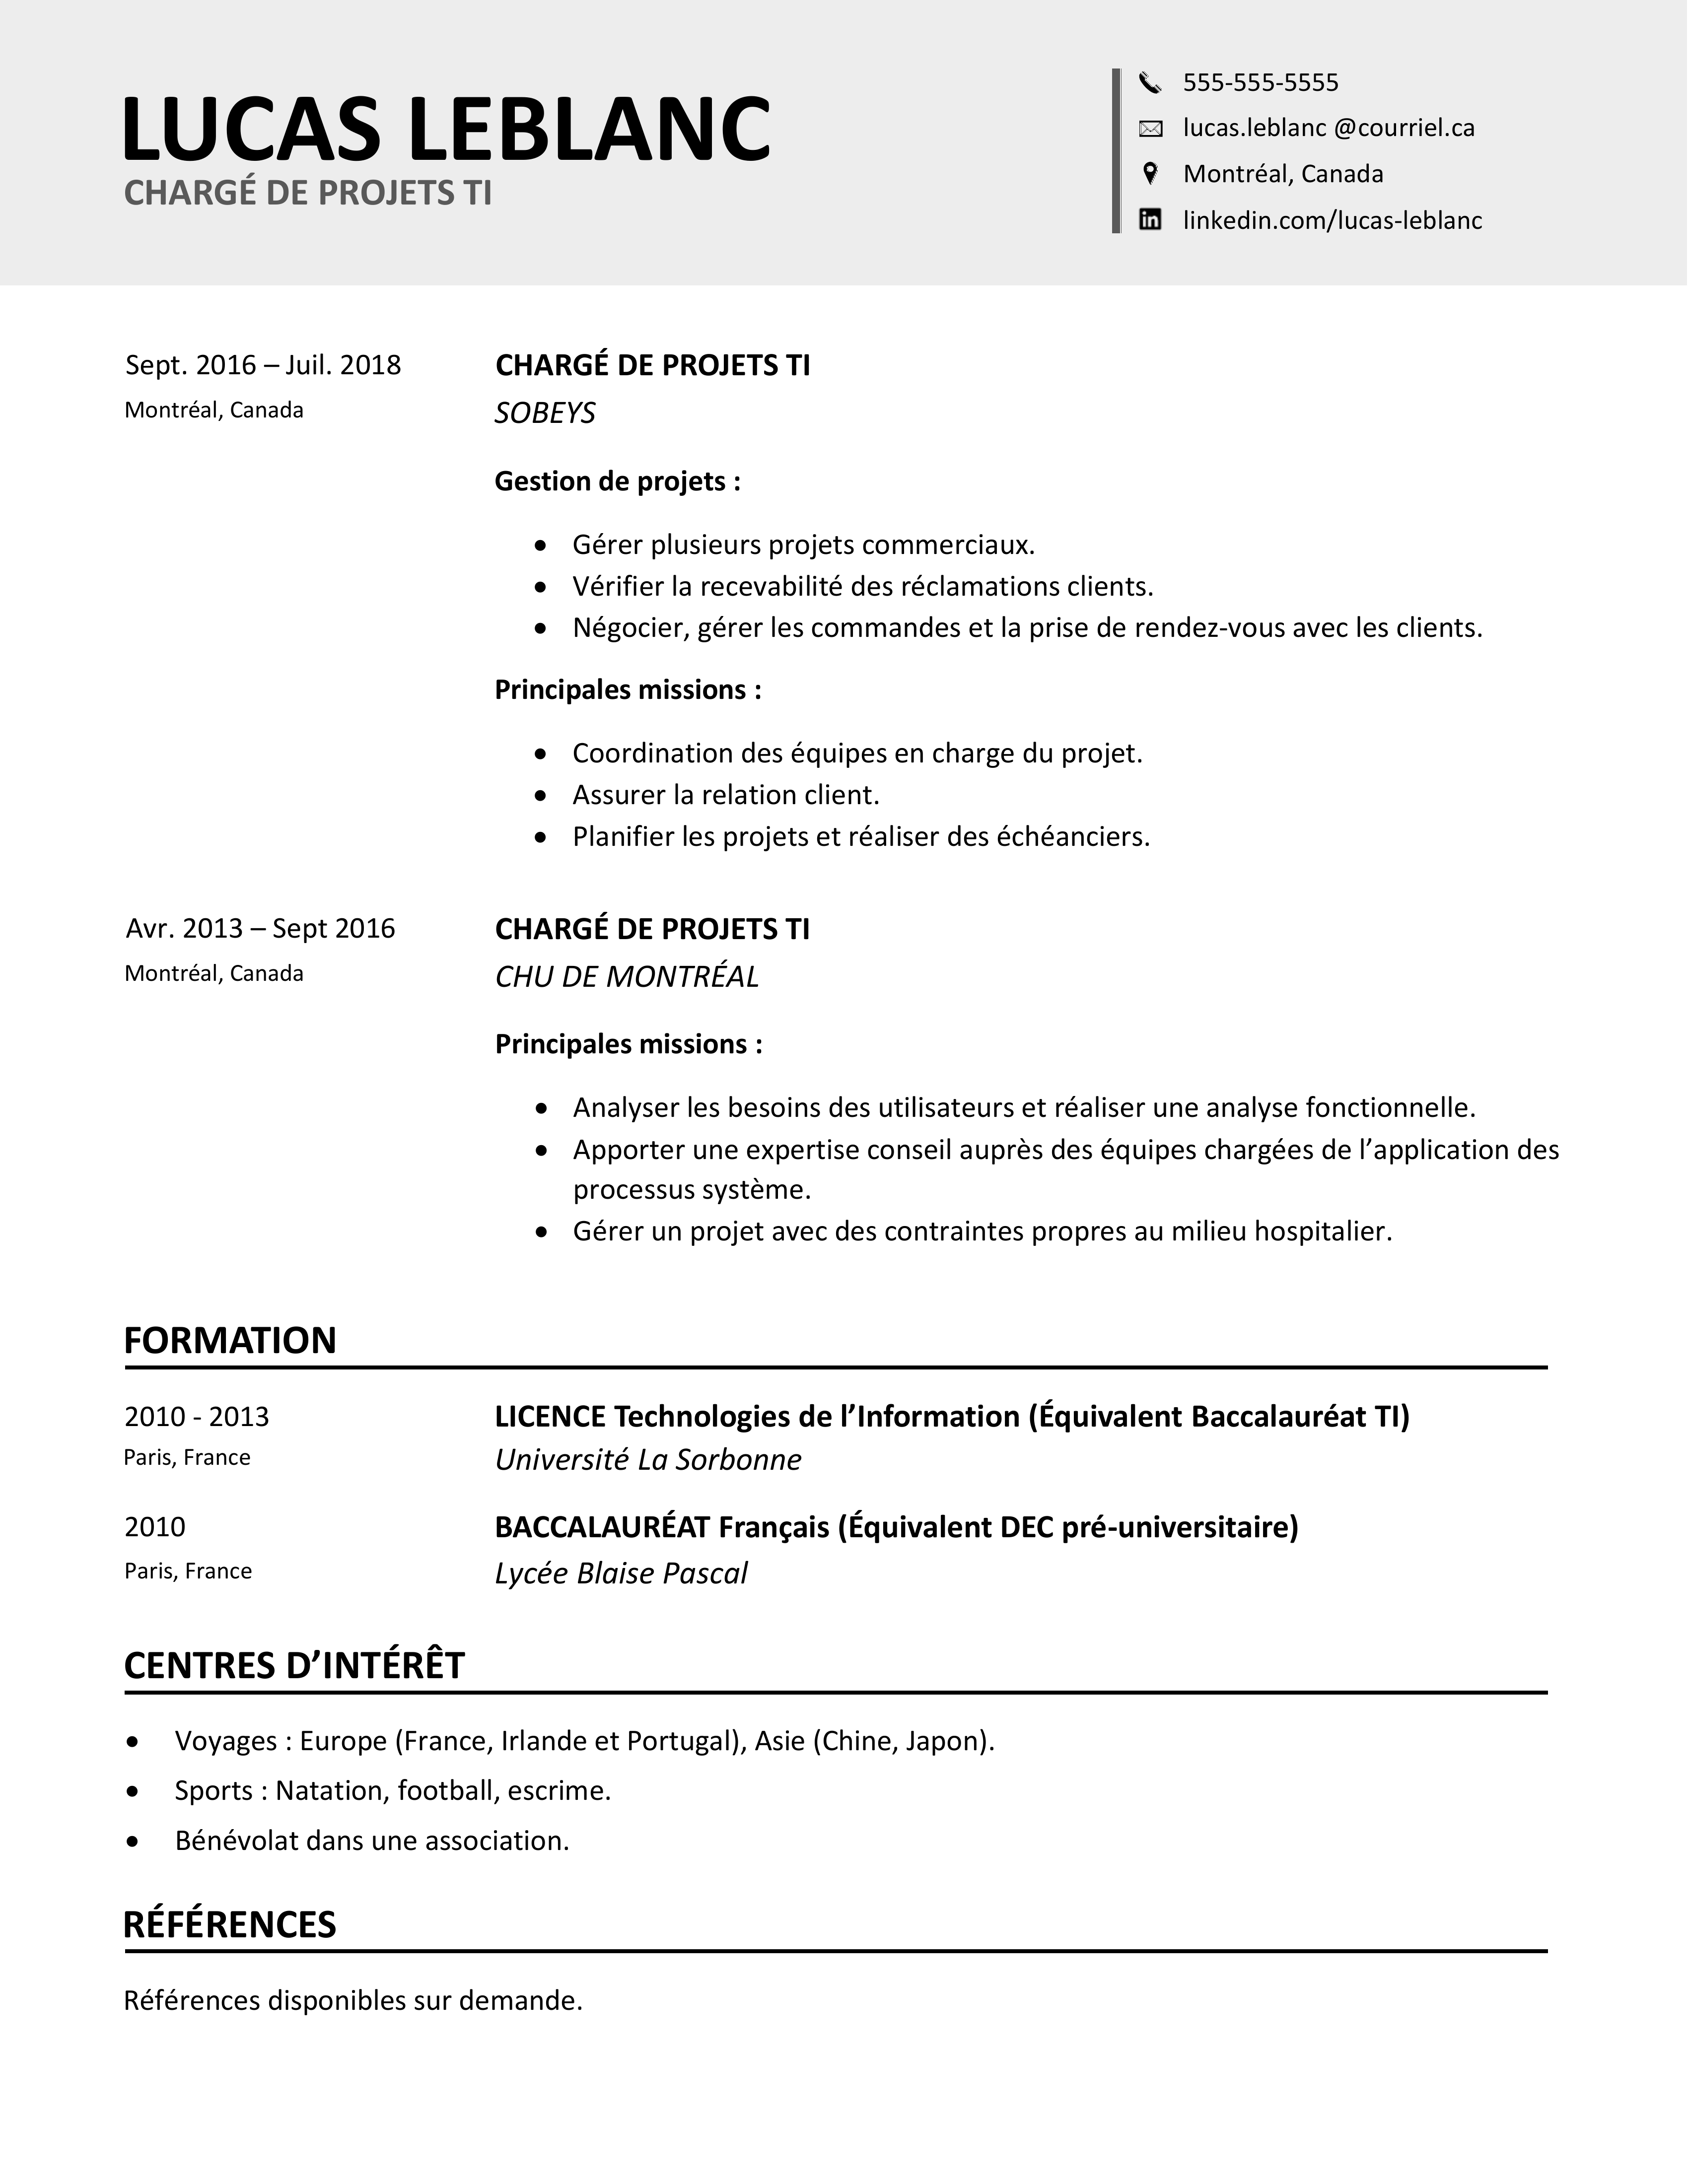 LUCAS LEBLANC
CHARGÉ DE PROJETS TI
555-555-5555
lucas.leblanc @courriel.ca
Montréal, Canada
in
linkedin.com/lucas-leblanc
Sept. 2016 – Juil. 2018
Montréal, Canada
CHARGÉ DE PROJETS TI
SOBEYS
Gestion de projets :
• Gérer plusieurs projets commerciaux.
• Vérifier la recevabilité des réclamations clients.
• Négocier, gérer les commandes et la prise de rendez-vous avec les clients.
Principales missions :
• Coordination des équipes en charge du projet.
• Assurer la relation client.
• Planifier les projets et réaliser des échéanciers.
Avr. 2013 – Sept 2016
Montréal, Canada
CHARGÉ DE PROJETS TI
CHU DE MONTRÉAL
Principales missions :
• Analyser les besoins des utilisateurs et réaliser une analyse fonctionnelle.
• Apporter une expertise conseil auprès des équipes chargées de l’application des
processus système.
• Gérer un projet avec des contraintes propres au milieu hospitalier.
FORMATION
2010 - 2013
Paris, France
LICENCE Technologies de l’Information (Équivalent Baccalauréat TI)
Université La Sorbonne
2010
Paris, France
BACCALAURÉAT Français (Équivalent DEC pré-universitaire)
Lycée Blaise Pascal
CENTRES D’INTÉRÊT
• Voyages : Europe (France, Irlande et Portugal), Asie (Chine, Japon).
• Sports : Natation, football, escrime.
• Bénévolat dans une association.
RÉFÉRENCES
Références disponibles sur demande.